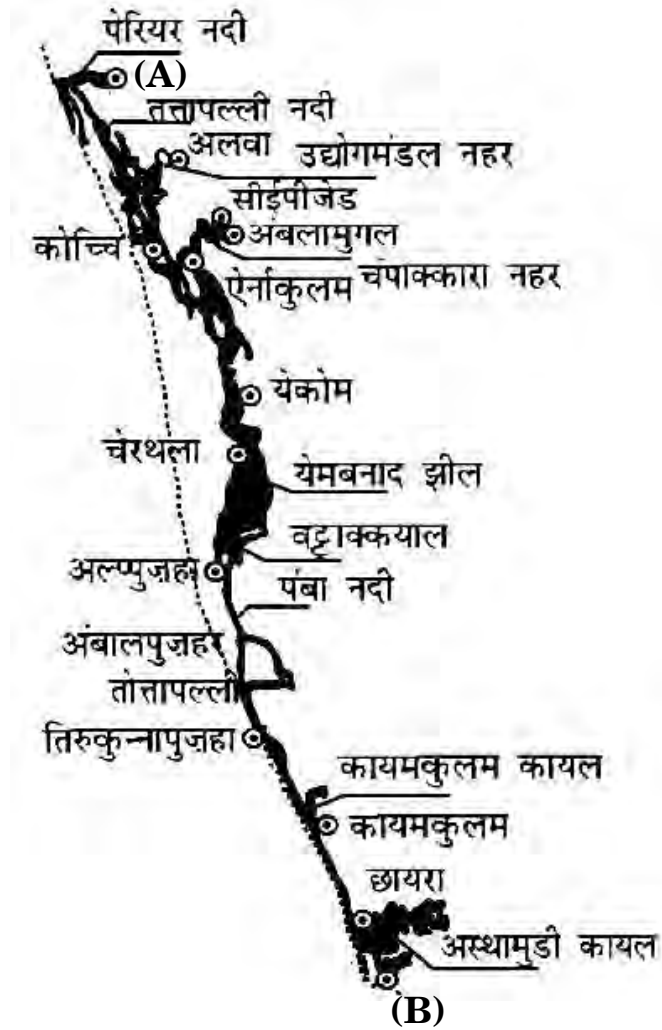 पेरियर नदी
(A)
तत्तापल्ली नदी
अलवा
उद्योगमंडल नहर
सीईपीजेड
कोच्चि
अंबलामुगल
ऐर्नाकुलम
चंपाक्कारा नहर
येकोम
चेरथला
येमबनाद झील
वट्टाक्कयाल
अल्प्पुज़हा
पंबा नदी
अंबालपुज़हर
तोत्तापल्ली
तिरुकुन्नापुज़हा
कायमकुलम कायल
कायमकुलम
छायरा
अस्थामुडी कायल
(B)